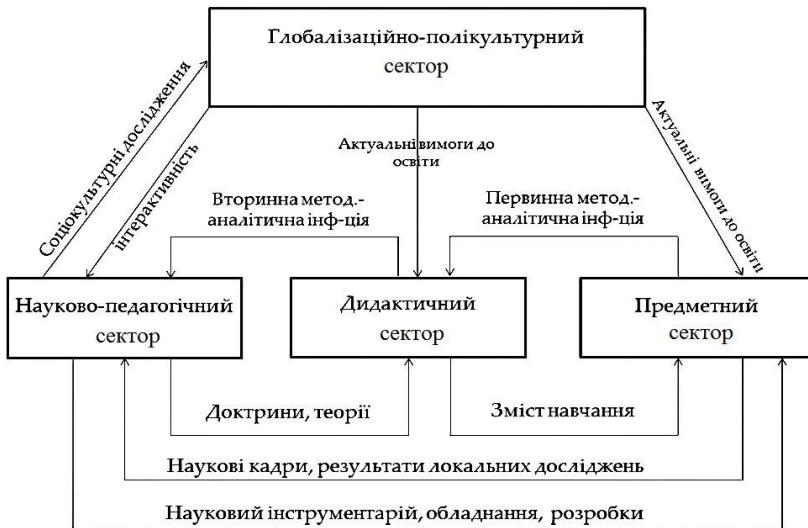 Глобалізаційно-полікультурний
сектор
Соціокультурні дослідження
інтерактивність
Актуальні вимоги до
освіти
Актуальні вимоги до освіти
Вторинна метод.-
аналітична інф-ція
Первинна метод.-
аналітична інф-ція
Науково-педагогічний
сектор
Дидактичний
сектор
Предметний
сектор
Доктрини, теорії
Зміст навчання
Наукові кадри, результати локальних досліджень
Науковий інструментарій, обладнання, розробки